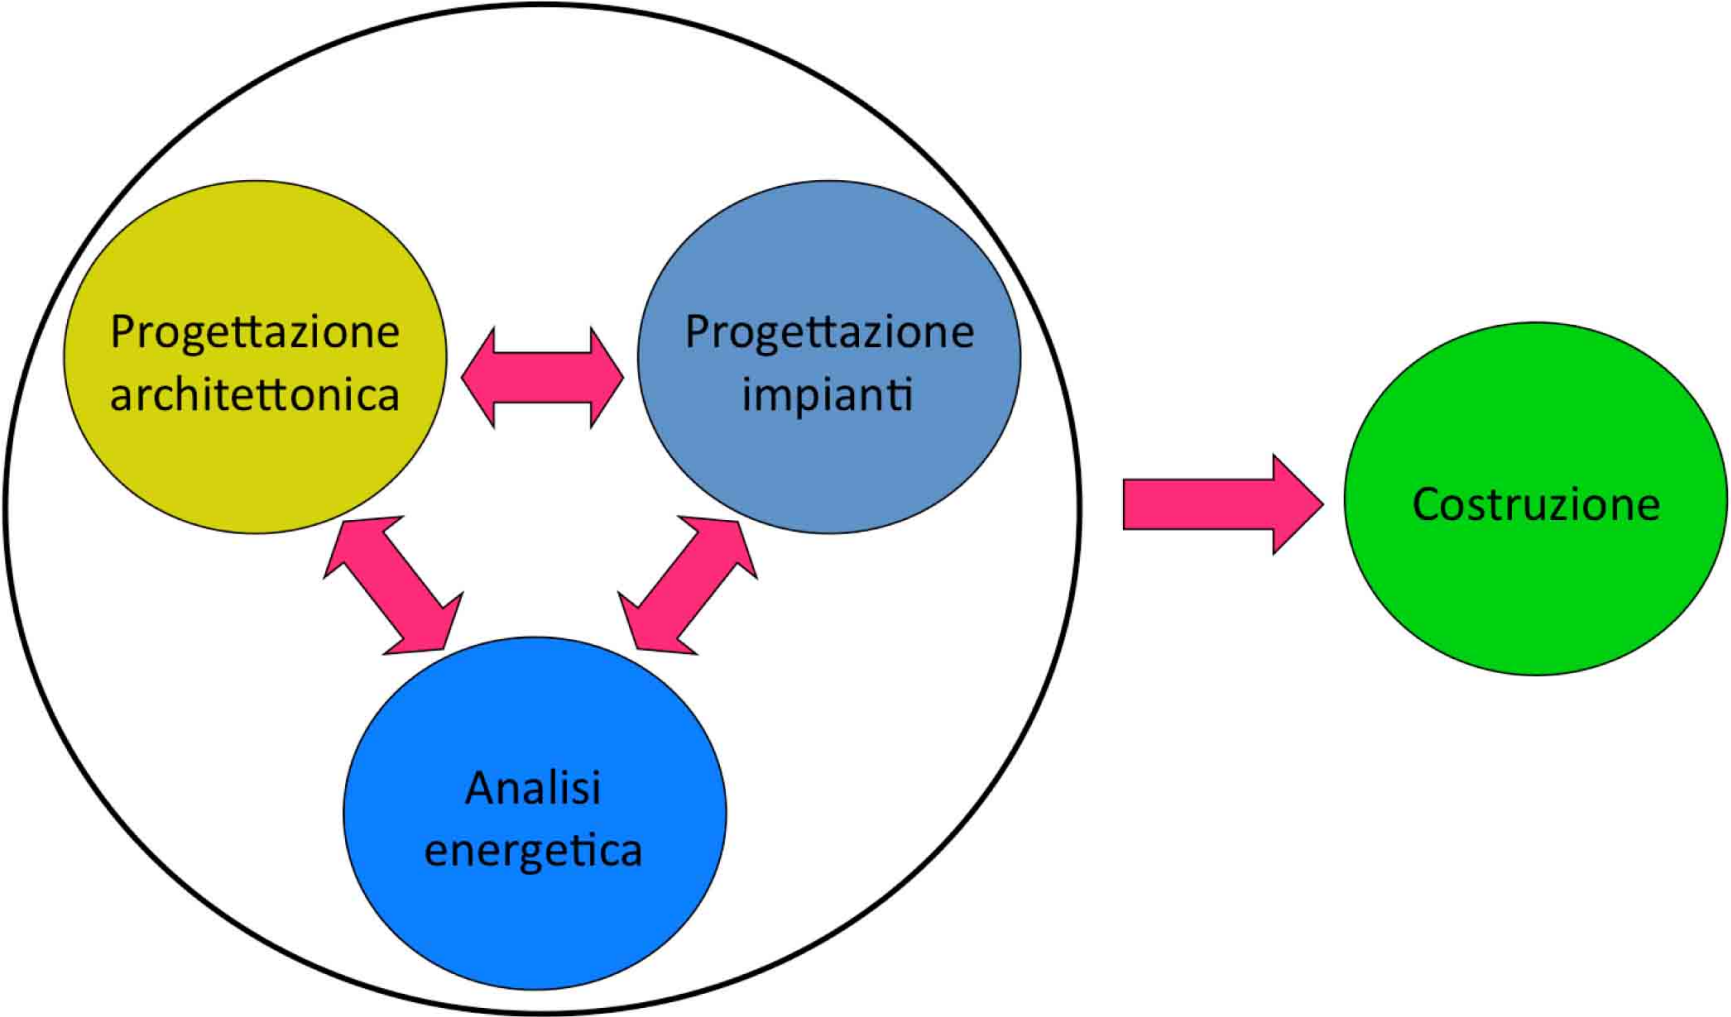 Progettazione
architettonica
Progettazione
impianti
Costruzione
Analisi
energetica